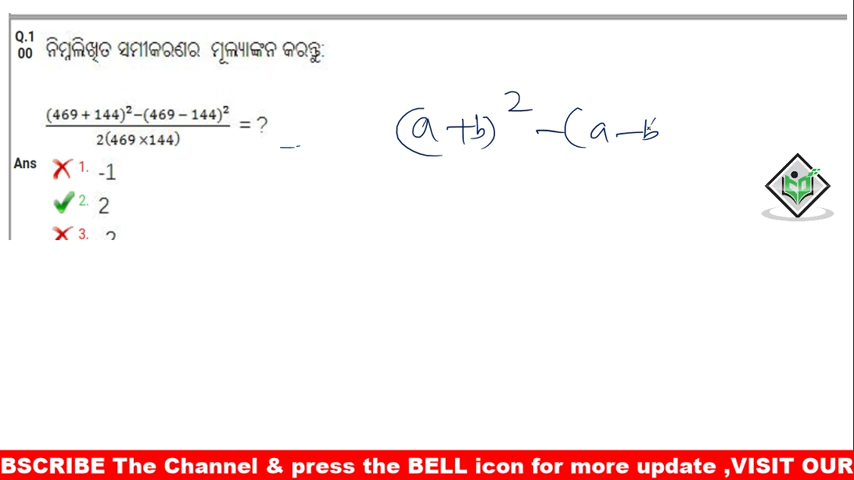 Q.1
00
ନିମ୍ନଲିଖିତ ସମୀକରଣର ମୂଲ୍ୟାଙ୍କନ କରନ୍ତୁ:
(469 + 144)²−(469 − 144)² / 2(469 ×144) = ?
(a+b)² −(a−b
Ans
1. -1
2. 2
3.
BSCRIBE The Channel & press the BELL icon for more update ,VISIT OUR